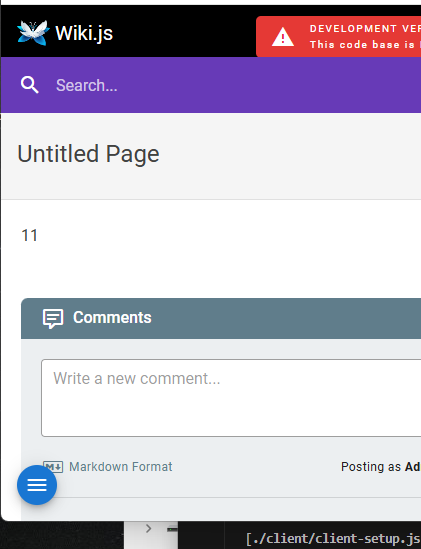 Wiki.js
DEVELOPMENT VER
This code base is
Search...
Untitled Page
11
Comments
Write a new comment...
M Markdown Format
Posting as Ad
[./client/client-setup.js